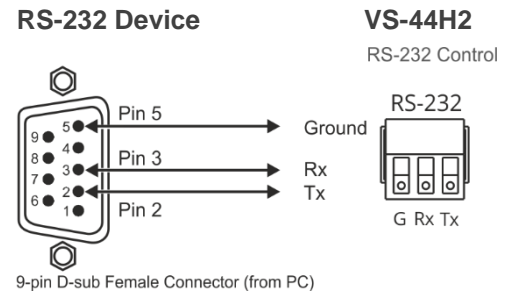 RS-232 Device
VS-44H2
RS-232 Control
RS-232
Pin 5
Ground
Pin 3
Rx
Tx
Pin 2
5
9
4
8
3
7
2
6
1
G Rx Tx
9-pin D-sub Female Connector (from PC)